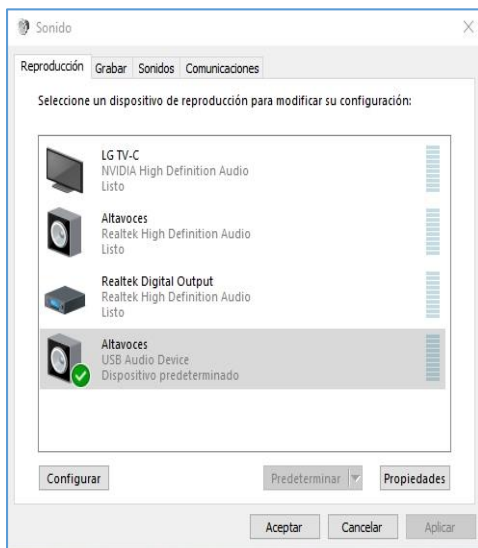 Sonido
Reproducción Grabar Sonidos Comunicaciones
Seleccione un dispositivo de reproducción para modificar su configuración:
LG TV-C
NVIDIA High Definition Audio
Listo
Altavoces
Realtek High Definition Audio
Listo
Realtek Digital Output
Realtek High Definition Audio
Listo
Altavoces
USB Audio Device
Dispositivo predeterminado
Configurar Predeterminar Propiedades
Aceptar Cancelar Aplicar